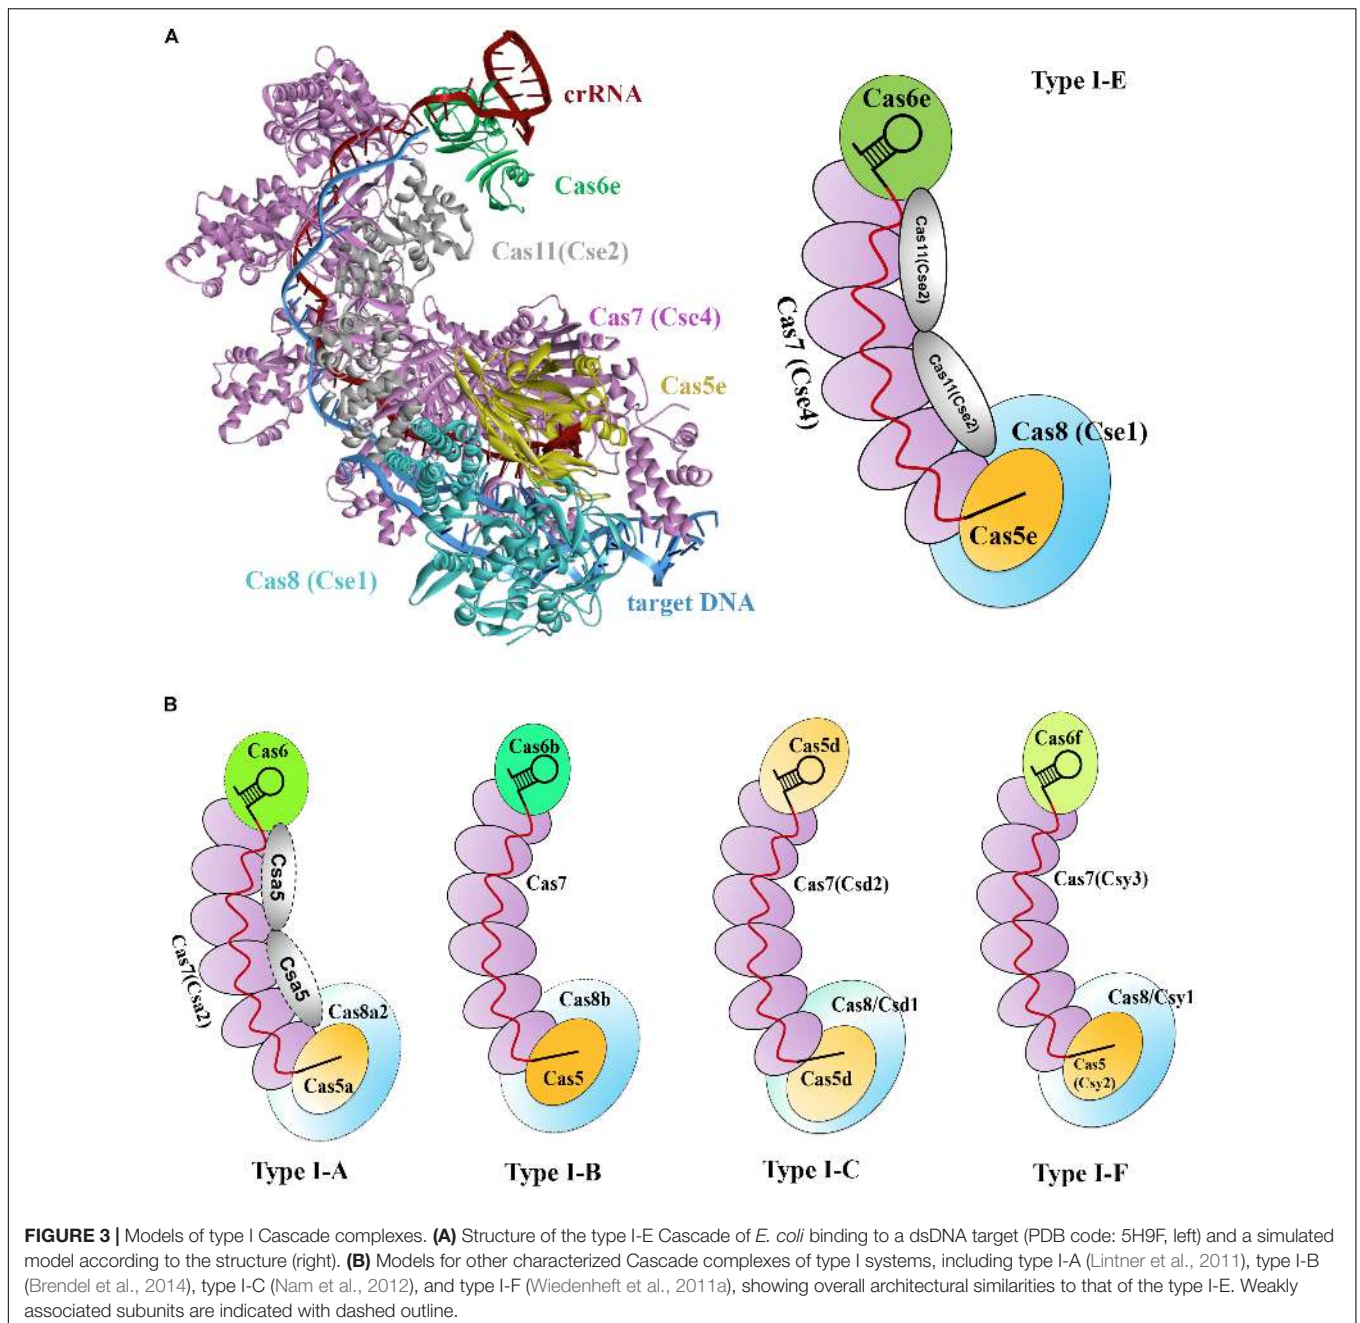 A
crRNA
Cas6e
Cas11(Cse2)
Cas7 (Cse4)
Cas5e
Cas8 (Cse1)
target DNA
Type I-E
Cas6e
Cas11(Cse2)
Cas11(Cse2)
Cas7 (Cse4)
Cas8 (Cse1)
Cas5e
B
Cas6
Csa5
Csa5
Cas7(Csa2)
Cas8a2
Cas5a
Type I-A
Cas6b
Cas7
Cas8b
Cas5
Type I-B
Cas5d
Cas7(Csd2)
Cas8/Csd1
Cas5d
Type I-C
Cas6f
Cas7(Csy3)
Cas8/Csy1
Cas5
(Csy2)
Type I-F
FIGURE 3 | Models of type I Cascade complexes. (A) Structure of the type I-E Cascade of E. coli binding to a dsDNA target (PDB code: 5H9F, left) and a simulated
model according to the structure (right). (B) Models for other characterized Cascade complexes of type I systems, including type I-A (Lintner et al., 2011), type I-B
(Brendel et al., 2014), type I-C (Nam et al., 2012), and type I-F (Wiedenheft et al., 2011a), showing overall architectural similarities to that of the type I-E. Weakly
associated subunits are indicated with dashed outline.